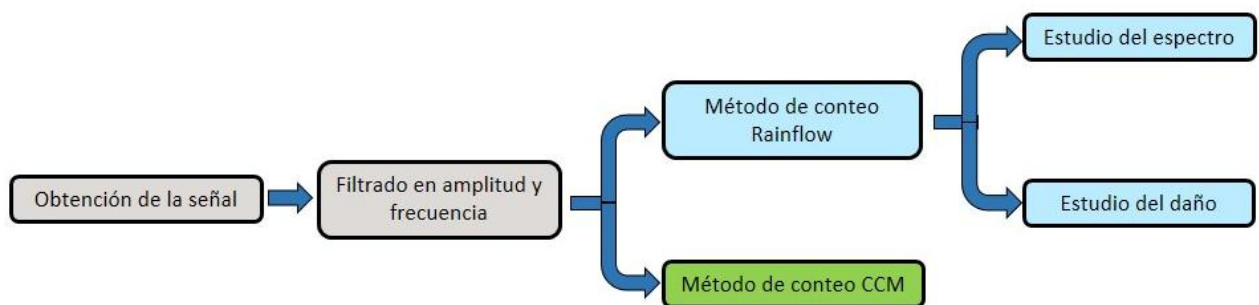 Obtención de la señal
Filtrado en amplitud y
frecuencia
Método de conteo
Rainflow
Método de conteo CCM
Estudio del espectro
Estudio del daño